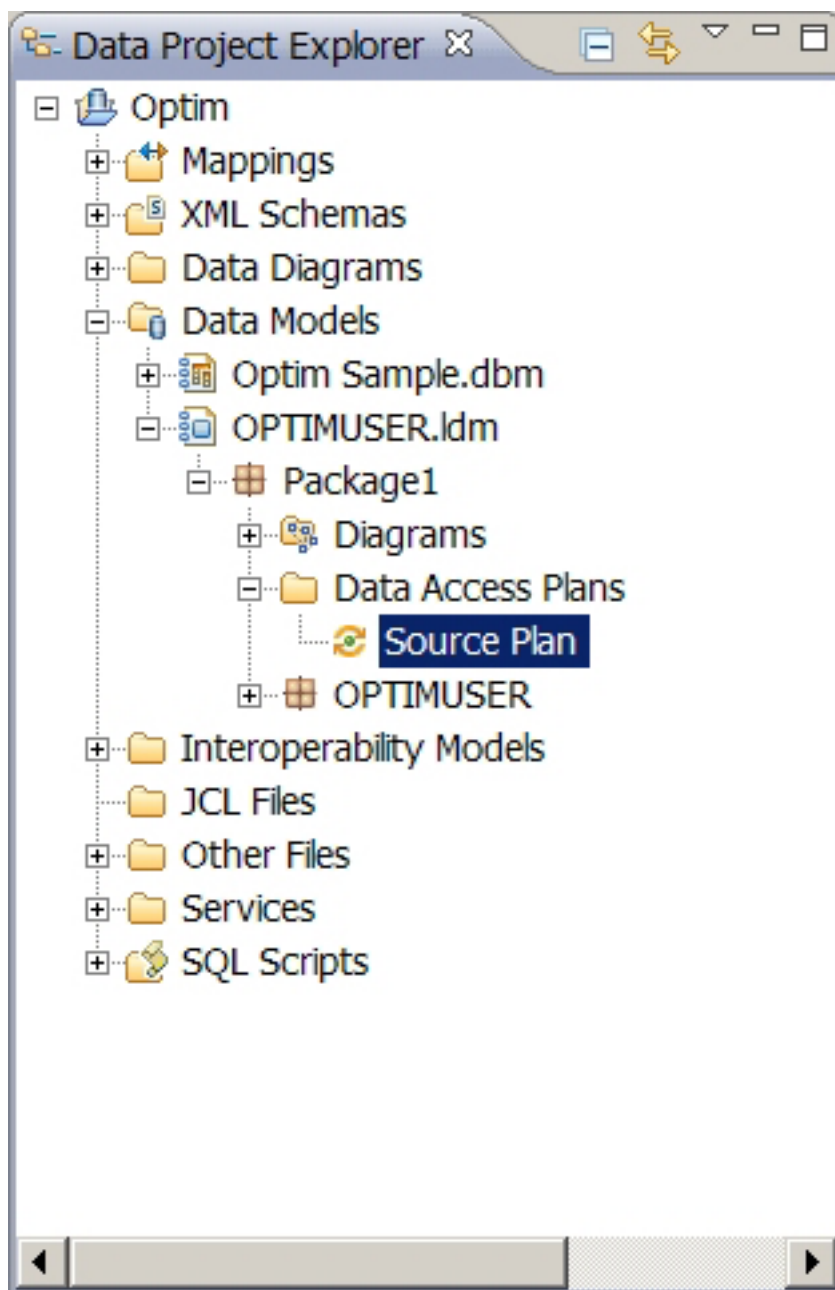 Data Project Explorer
Optim
Mappings
XML Schemas
Data Diagrams
Data Models
Optim Sample.dbm
OPTIMUSER.ldm
Package1
Diagrams
Data Access Plans
Source Plan
OPTIMUSER
Interoperability Models
JCL Files
Other Files
Services
SQL Scripts